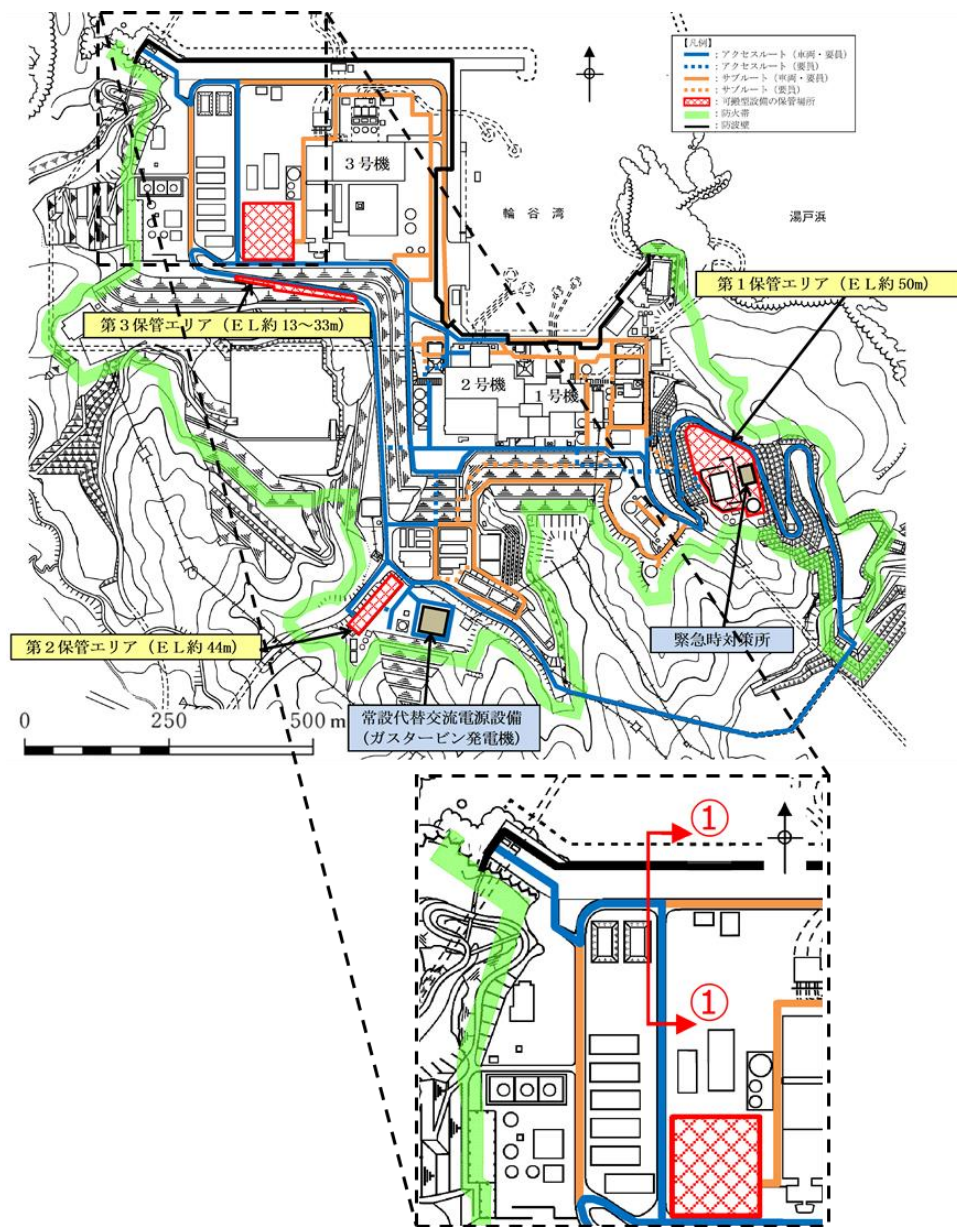 【凡例】
：アクセスルート（車両・要員）
：アクセスルート（要員）
：サブルート（車両・要員）
：サブルート（要員）
：可搬型設備の保管場所
：防火帯
：防波壁
3号機
輪谷湾
湯戸浜
第1保管エリア（EL約50m）
第3保管エリア（EL約13～33m）
2号機
1号機
緊急時対策所
第2保管エリア（EL約44m）
常設代替交流電源設備
（ガスタービン発電機）
0 250 500 m
①
①